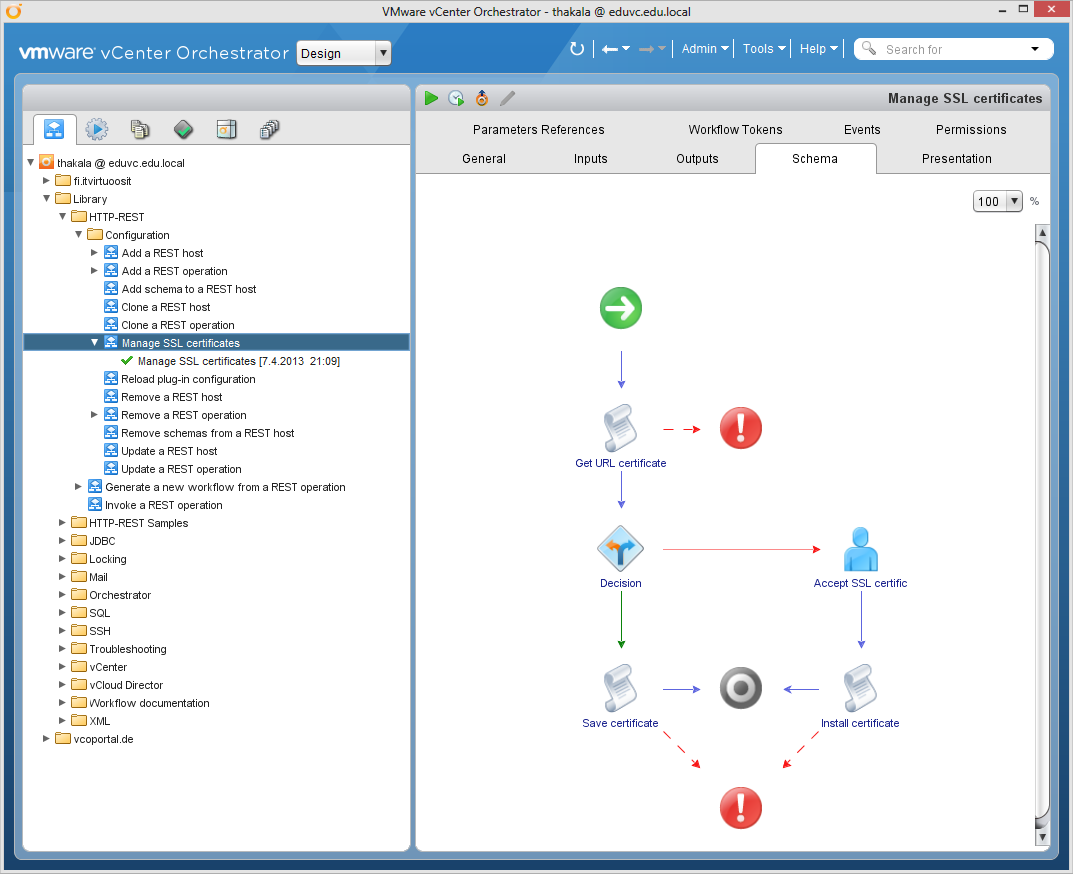 VMware vCenter Orchestrator - thakala @ eduvc.edu.local
vmware vCenter Orchestrator
Design
Admin
Tools
Help
Search for
Manage SSL certificates
Parameters References
Workflow Tokens
Events
Permissions
General
Inputs
Outputs
Schema
Presentation
100
%
thakala @ eduvc.edu.local
fi.itvirtuoosit
Library
HTTP-REST
Configuration
Add a REST host
Add a REST operation
Add schema to a REST host
Clone a REST host
Clone a REST operation
Manage SSL certificates
Manage SSL certificates [7.4.2013 21:09]
Reload plug-in configuration
Remove a REST host
Remove a REST operation
Remove schemas from a REST host
Update a REST host
Update a REST operation
Generate a new workflow from a REST operation
Invoke a REST operation
HTTP-REST Samples
JDBC
Locking
Mail
Orchestrator
SQL
SSH
Troubleshooting
vCenter
vCloud Director
Workflow documentation
XML
vcoportal.de
Get URL certificate
Decision
Accept SSL certific
Save certificate
Install certificate